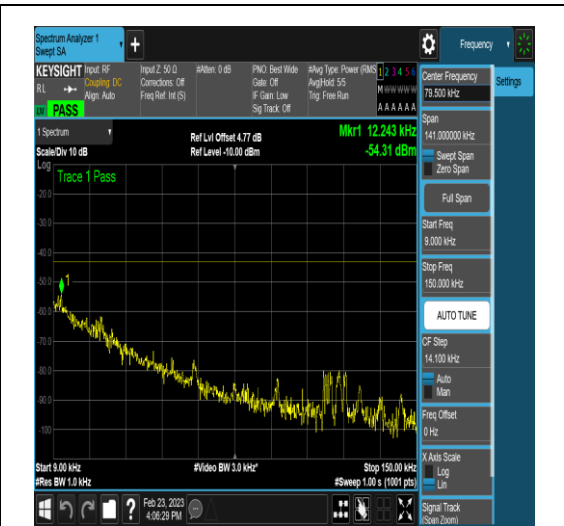 Spectrum Analyzer 1
Swept SA
Frequency
KEYSIGHT
RL
PASS
Input: RF
Coupling: DC
Align: Auto
Input Z: 50 Ω
Corrections: Off
Freq Ref: Int (S)
#Atten: 0 dB
PNO: Best Wide
Gate: Off
IF Gain: Low
Sig Track: Off
#Avg Type: Power (RMS
Avg|Hold: 5/5
Trig: Free Run
1 2 3 4 5 6
M W W W W W
A A A A A A
1 Spectrum
Scale/Div 10 dB
Ref Lvl Offset 4.77 dB
Ref Level -10.00 dBm
Mkr1 12.243 kHz
-54.31 dBm
Log
Trace 1 Pass
-20.0
-30.0
-40.0
-50.0
1
-60.0
-70.0
-80.0
-90.0
-100
Start 9.00 kHz
#Res BW 1.0 kHz
#Video BW 3.0 kHz*
Stop 150.00 kHz
#Sweep 1.00 s (1001 pts)
Feb 23, 2023
4:06:29 PM
Settings
Center Frequency
79.500 kHz
Span
141.000000 kHz
Swept Span
Zero Span
Full Span
Start Freq
9.000 kHz
Stop Freq
150.000 kHz
AUTO TUNE
CF Step
14.100 kHz
Auto
Man
Freq Offset
0 Hz
X Axis Scale
Log
Lin
Signal Track
(Span Zoom)